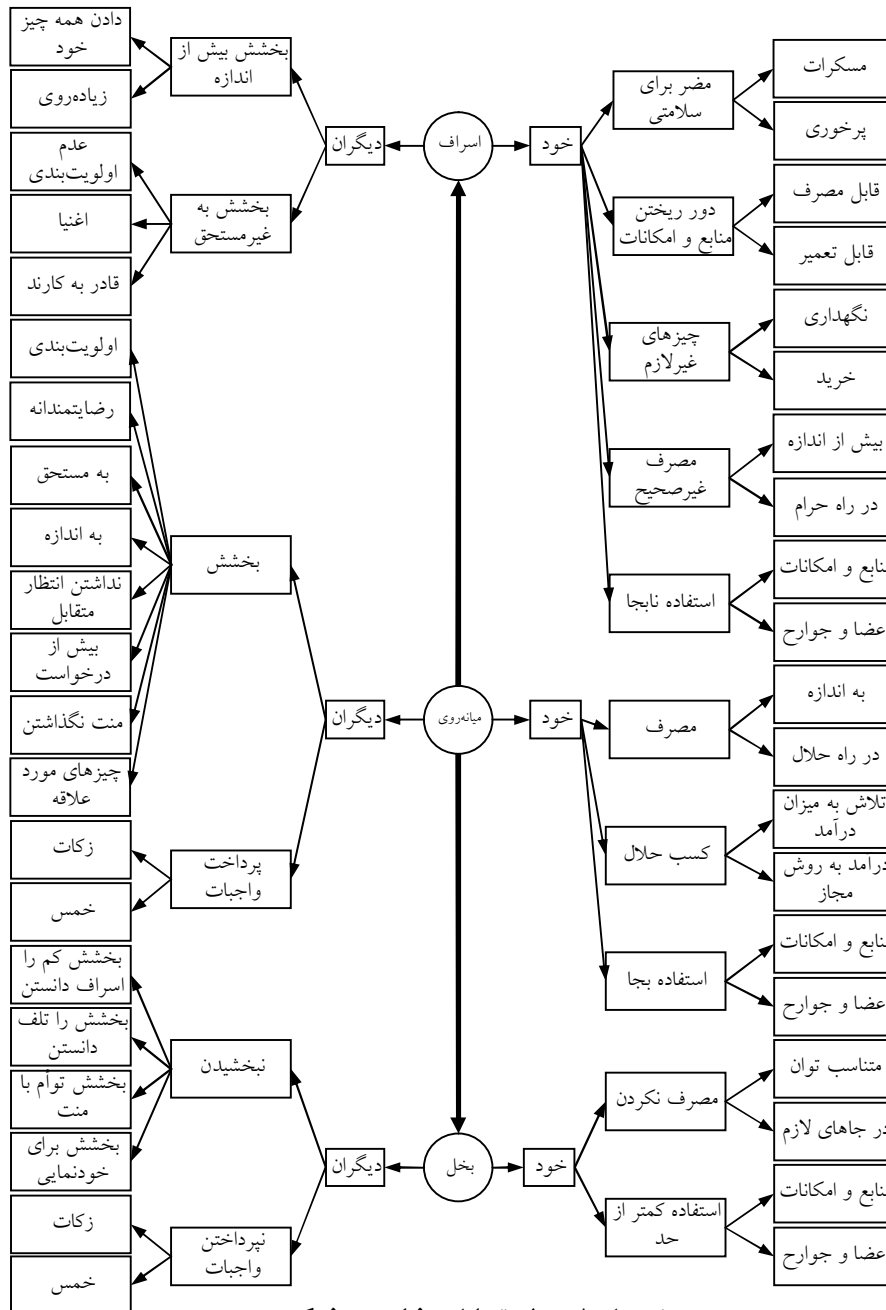 اسراف
خود
مضر برای
سلامتی
مسکرات
پرخوری
دور ریختن
منابع و امکانات
قابل مصرف
قابل تعمیر
چیزهای
غیرلازم
نگهداری
خرید
مصرف
غیرصحیح
بیش از اندازه
در راه حرام
استفاده نابجا
نابع و امکانات
عضا و جوارح
دیگران
بخشش بیش از
اندازه
دادن همه چیز
خود
زیاده‌روی
بخشش به
غیرمستحق
عدم
اولویت‌بندی
اغنیا
قادر به کارند
میانه‌روی
خود
مصرف
به اندازه
در راه حلال
کسب حلال
تلاش به میزان
درآمد
درامد به روش
مجاز
استفاده بجا
نابع و امکانات
عضا و جوارح
دیگران
بخشش
اولویت‌بندی
رضایتمندانه
به مستحق
به اندازه
نداشتن انتظار
متقابل
بیش از
درخواست
منت نگذاشتن
چیزهای مورد
علاقه
پرداخت
واجبات
زکات
خمس
بخل
خود
مصرف نکردن
متناسب توان
در جاهای لازم
استفاده کمتر از
حد
نابع و امکانات
عضا و جوارح
دیگران
نبخشیدن
بخشش کم را
اسراف دانستن
بخشش را تلف
دانستن
بخشش توأم با
منت
بخشش برای
خودنمایی
نپرداختن
واجبات
زکات
خمس